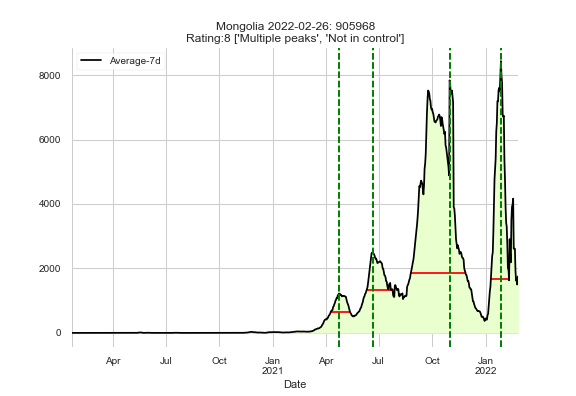 Mongolia 2022-02-26: 905968
Rating:8 ['Multiple peaks', 'Not in control']
Average-7d
8000
6000
4000
2000
0
Apr Jul Oct Jan Apr Jul Oct Jan
2021 2022
Date